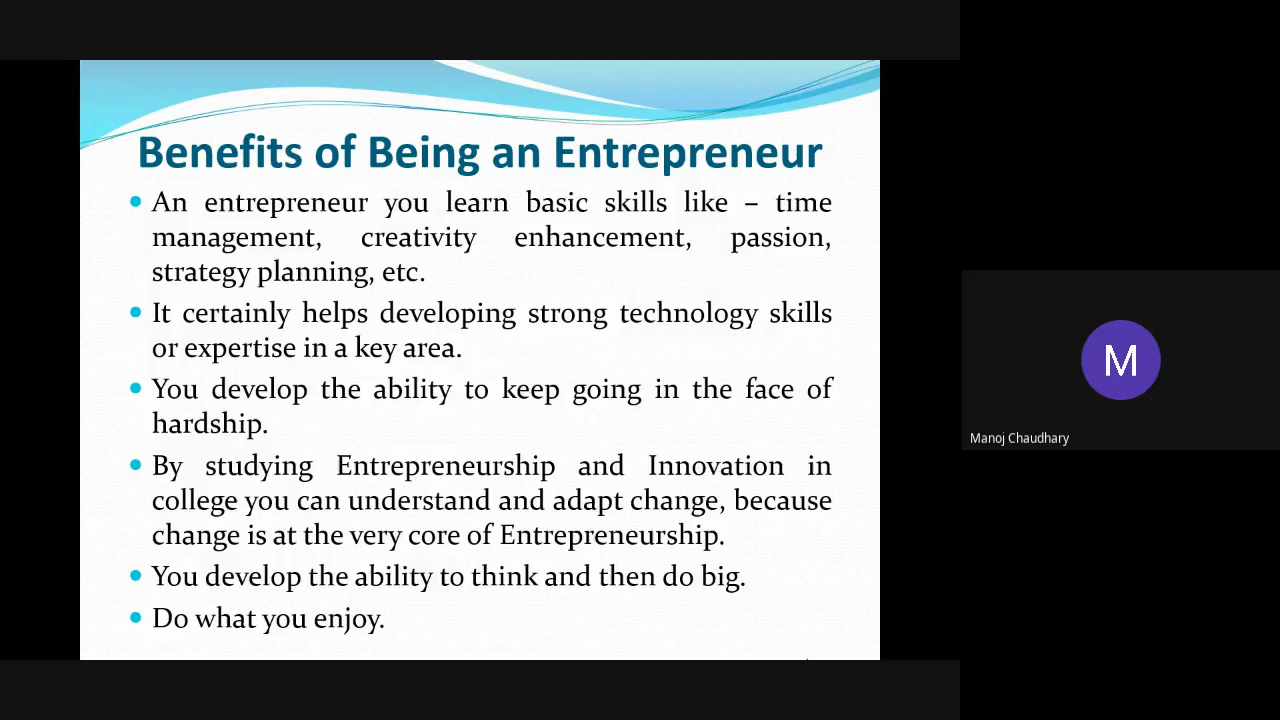 Benefits of Being an Entrepreneur
An entrepreneur you learn basic skills like – time
management, creativity enhancement, passion,
strategy planning, etc.
It certainly helps developing strong technology skills
or expertise in a key area.
You develop the ability to keep going in the face of
hardship.
By studying Entrepreneurship and Innovation in
college you can understand and adapt change, because
change is at the very core of Entrepreneurship.
You develop the ability to think and then do big.
Do what you enjoy.
M
Manoj Chaudhary